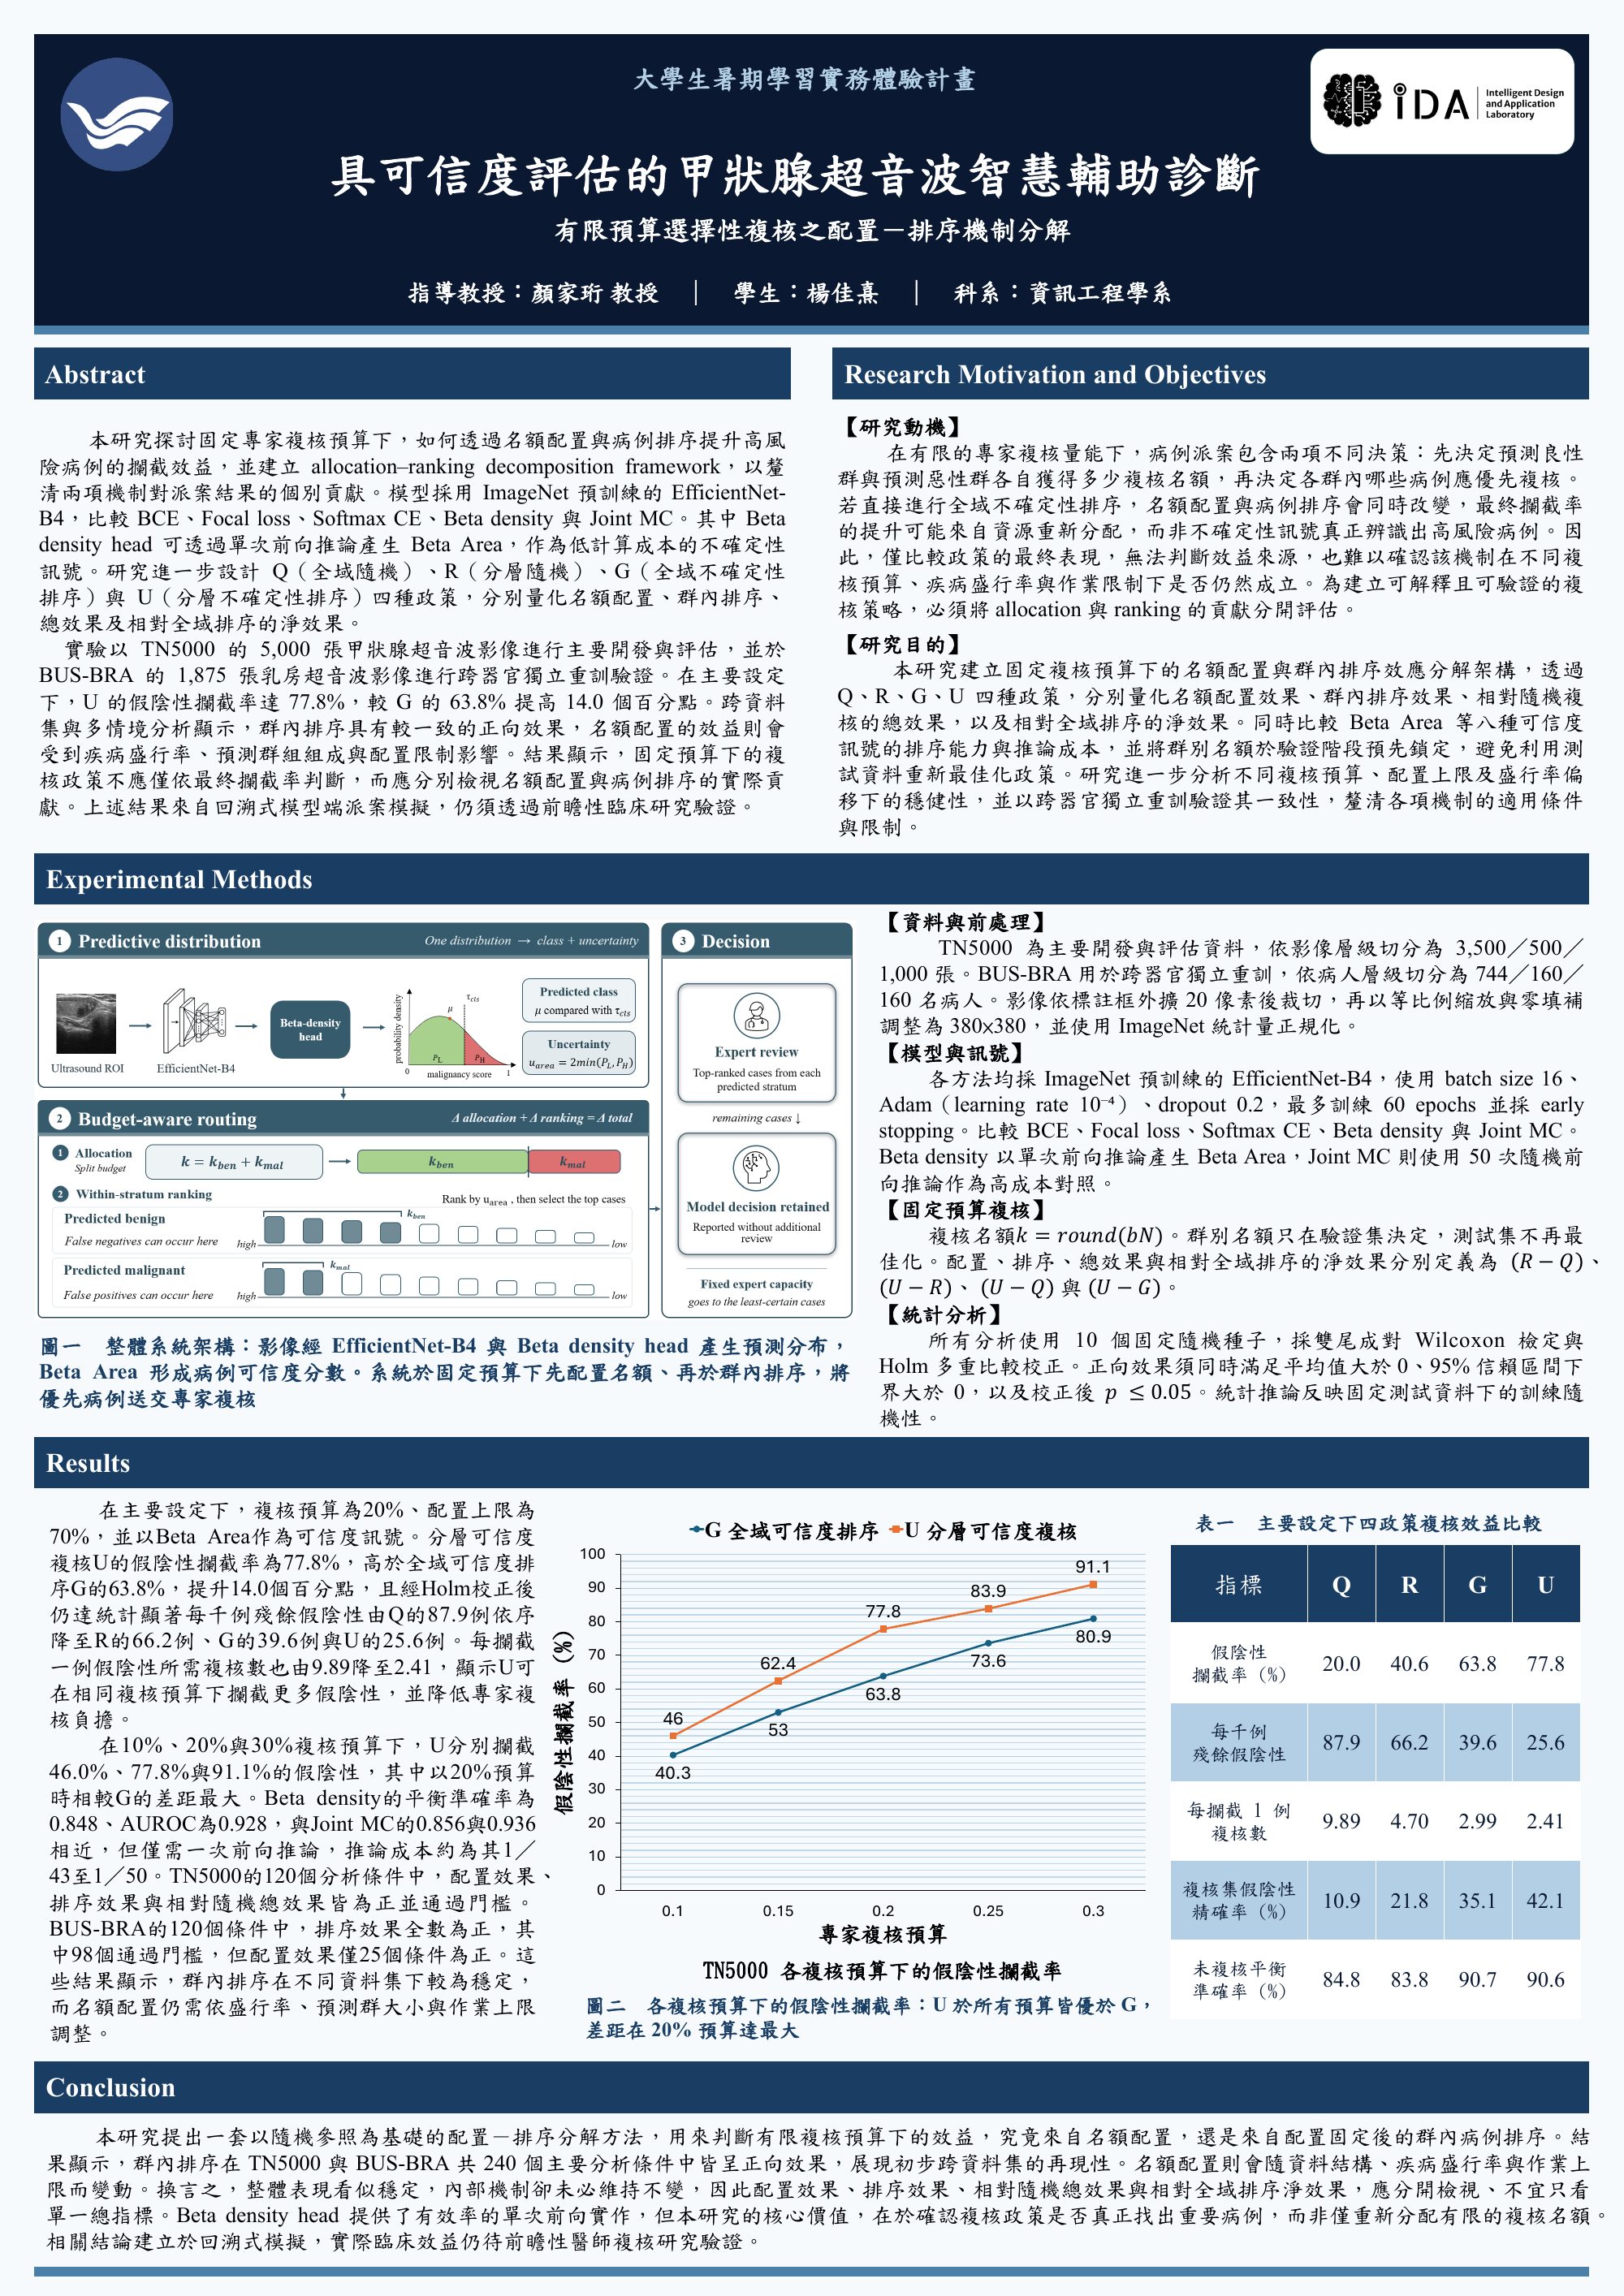 大學生暑期學習實務體驗計畫
iDA
Intelligent Design
and Application
Laboratory
具可信度評估的甲狀腺超音波智慧輔助診斷
有限預算選擇性複核之配置－排序機制分解
指導教授：顏家珩 教授 │ 學生：楊佳熹 │ 科系：資訊工程學系
Abstract
本研究探討固定專家複核預算下，如何透過名額配置與病例排序提升高風
險病例的攔截效益，並建立 allocation–ranking decomposition framework，以釐
清兩項機制對派案結果的個別貢獻。模型採用 ImageNet 預訓練的 EfficientNet-
B4，比較 BCE、Focal loss、Softmax CE、Beta density 與 Joint MC。其中 Beta
density head 可透過單次前向推論產生 Beta Area，作為低計算成本的不確定性
訊號。研究進一步設計 Q（全域隨機）、R（分層隨機）、G（全域不確定性
排序）與 U（分層不確定性排序）四種政策，分別量化名額配置、群內排序、
總效果及相對全域排序的淨效果。
實驗以 TN5000 的 5,000 張甲狀腺超音波影像進行主要開發與評估，並於
BUS-BRA 的 1,875 張乳房超音波影像進行跨器官獨立重訓驗證。在主要設定
下，U 的假陰性攔截率達 77.8%，較 G 的 63.8% 提高 14.0 個百分點。跨資料
集與多情境分析顯示，群內排序具有較一致的正向效果，名額配置的效益則會
受到疾病盛行率、預測群組組成與配置限制影響。結果顯示，固定預算下的複
核政策不應僅依最終攔截率判斷，而應分別檢視名額配置與病例排序的實際貢
獻。上述結果來自回溯式模型端派案模擬，仍須透過前瞻性臨床研究驗證。
Research Motivation and Objectives
【研究動機】
在有限的專家複核量能下，病例派案包含兩項不同決策：先決定預測良性
群與預測惡性群各自獲得多少複核名額，再決定各群內哪些病例應優先複核。
若直接進行全域不確定性排序，名額配置與病例排序會同時改變，最終攔截率
的提升可能來自資源重新分配，而非不確定性訊號真正辨識出高風險病例。因
此，僅比較政策的最終表現，無法判斷效益來源，也難以確認該機制在不同複
核預算、疾病盛行率與作業限制下是否仍然成立。為建立可解釋且可驗證的複
核策略，必須將 allocation 與 ranking 的貢獻分開評估。
【研究目的】
本研究建立固定複核預算下的名額配置與群內排序效應分解架構，透過
Q、R、G、U 四種政策，分別量化名額配置效果、群內排序效果、相對隨機複
核的總效果，以及相對全域排序的淨效果。同時比較 Beta Area 等八種可信度
訊號的排序能力與推論成本，並將群別名額於驗證階段預先鎖定，避免利用測
試資料重新最佳化政策。研究進一步分析不同複核預算、配置上限及盛行率偏
移下的穩健性，並以跨器官獨立重訓驗證其一致性，釐清各項機制的適用條件
與限制。
Experimental Methods
1 Predictive distribution One distribution → class + uncertainty
Ultrasound ROI
EfficientNet-B4
Beta-density
head
probability density
μ
τcls
PL
PH
0
malignancy score
1
Predicted class
μ compared with τcls
Uncertainty
uarea = 2min(PL, PH)
2 Budget-aware routing Δ allocation + Δ ranking = Δ total
1 Allocation
Split budget
k = kben + kmal
kben
kmal
2 Within-stratum ranking
Rank by uarea , then select the top cases
Predicted benign
False negatives can occur here
high
kben
low
Predicted malignant
False positives can occur here
high
kmal
low
3 Decision
Expert review
Top-ranked cases from each
predicted stratum
remaining cases ↓
Model decision retained
Reported without additional
review
Fixed expert capacity
goes to the least-certain cases
圖一 整體系統架構：影像經 EfficientNet-B4 與 Beta density head 產生預測分布，
Beta Area 形成病例可信度分數。系統於固定預算下先配置名額、再於群內排序，將
優先病例送交專家複核
【資料與前處理】
TN5000 為主要開發與評估資料，依影像層級切分為 3,500／500／
1,000 張。BUS-BRA 用於跨器官獨立重訓，依病人層級切分為 744／160／
160 名病人。影像依標註框外擴 20 像素後裁切，再以等比例縮放與零填補
調整為 380×380，並使用 ImageNet 統計量正規化。
【模型與訊號】
各方法均採 ImageNet 預訓練的 EfficientNet-B4，使用 batch size 16、
Adam（learning rate 10⁻⁴）、dropout 0.2，最多訓練 60 epochs 並採 early
stopping。比較 BCE、Focal loss、Softmax CE、Beta density 與 Joint MC。
Beta density 以單次前向推論產生 Beta Area，Joint MC 則使用 50 次隨機前
向推論作為高成本對照。
【固定預算複核】
複核名額k = round(bN)。群別名額只在驗證集決定，測試集不再最
佳化。配置、排序、總效果與相對全域排序的淨效果分別定義為 (R − Q)、
(U − R)、 (U − Q) 與 (U − G)。
【統計分析】
所有分析使用 10 個固定隨機種子，採雙尾成對 Wilcoxon 檢定與
Holm 多重比較校正。正向效果須同時滿足平均值大於 0、95% 信賴區間下
界大於 0，以及校正後 p ≤ 0.05。統計推論反映固定測試資料下的訓練隨
機性。
Results
在主要設定下，複核預算為20%、配置上限為
70%，並以Beta Area作為可信度訊號。分層可信度
複核U的假陰性攔截率為77.8%，高於全域可信度排
序G的63.8%，提升14.0個百分點，且經Holm校正後
仍達統計顯著每千例殘餘假陰性由Q的87.9例依序
降至R的66.2例、G的39.6例與U的25.6例。每攔截
一例假陰性所需複核數也由9.89降至2.41，顯示U可
在相同複核預算下攔截更多假陰性，並降低專家複
核負擔。
在10%、20%與30%複核預算下，U分別攔截
46.0%、77.8%與91.1%的假陰性，其中以20%預算
時相較G的差距最大。Beta density的平衡準確率為
0.848、AUROC為0.928，與Joint MC的0.856與0.936
相近，但僅需一次前向推論，推論成本約為其1／
43至1／50。TN5000的120個分析條件中，配置效果、
排序效果與相對隨機總效果皆為正並通過門檻。
BUS-BRA的120個條件中，排序效果全數為正，其
中98個通過門檻，但配置效果僅25個條件為正。這
些結果顯示，群內排序在不同資料集下較為穩定，
而名額配置仍需依盛行率、預測群大小與作業上限
調整。
G 全域可信度排序 U 分層可信度複核
假陰性攔截率 (%)
100
90
80
70
60
50
40
30
20
10
0
46
62.4
77.8
83.9
91.1
40.3
53
63.8
73.6
80.9
0.1 0.15 0.2 0.25 0.3
專家複核預算
TN5000 各複核預算下的假陰性攔截率
圖二 各複核預算下的假陰性攔截率：U 於所有預算皆優於 G，
差距在 20% 預算達最大
表一 主要設定下四政策複核效益比較
指標 Q R G U
假陰性
攔截率 (%) 20.0 40.6 63.8 77.8
每千例
殘餘假陰性 87.9 66.2 39.6 25.6
每攔截 1 例
複核數 9.89 4.70 2.99 2.41
複核集假陰性
精確率 (%) 10.9 21.8 35.1 42.1
未複核平衡
準確率 (%) 84.8 83.8 90.7 90.6
Conclusion
本研究提出一套以隨機參照為基礎的配置－排序分解方法，用來判斷有限複核預算下的效益，究竟來自名額配置，還是來自配置固定後的群內病例排序。結
果顯示，群內排序在 TN5000 與 BUS-BRA 共 240 個主要分析條件中皆呈正向效果，展現初步跨資料集的再現性。名額配置則會隨資料結構、疾病盛行率與作業上
限而變動。換言之，整體表現看似穩定，內部機制卻未必維持不變，因此配置效果、排序效果、相對隨機總效果與相對全域排序淨效果，應分開檢視、不宜只看
單一總指標。Beta density head 提供了有效率的單次前向實作，但本研究的核心價值，在於確認複核政策是否真正找出重要病例，而非僅重新分配有限的複核名額。
相關結論建立於回溯式模擬，實際臨床效益仍待前瞻性醫師複核研究驗證。